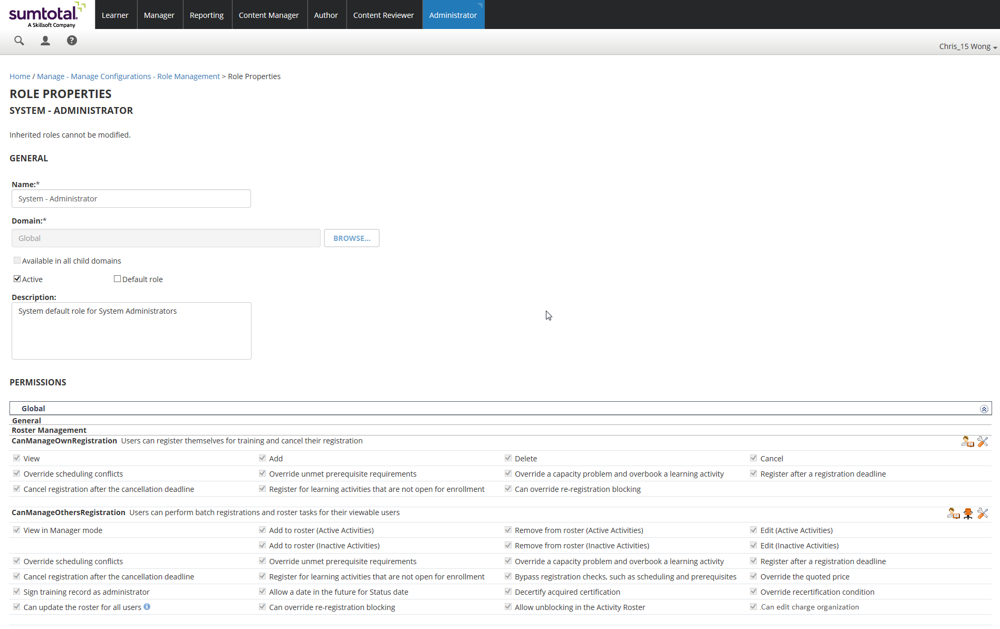 sumtotal.
A Skillsoft Company
Learner Manager Reporting Content Manager Author Content Reviewer Administrator
?
Chris_15 Wong
Home / Manage - Manage Configurations - Role Management > Role Properties
ROLE PROPERTIES
SYSTEM - ADMINISTRATOR
Inherited roles cannot be modified.
GENERAL
Name:*
System - Administrator
Domain:*
Global BROWSE...
Available in all child domains
Active Default role
Description:
System default role for System Administrators
PERMISSIONS
Global
General
Roster Management
CanManageOwnRegistration Users can register themselves for training and cancel their registration
View Add Delete Cancel
Override scheduling conflicts Override unmet prerequisite requirements Override a capacity problem and overbook a learning activity Register after a registration deadline
Cancel registration after the cancellation deadline Register for learning activities that are not open for enrollment Can override re-registration blocking
CanManageOthersRegistration Users can perform batch registrations and roster tasks for their viewable users
View in Manager mode Add to roster (Active Activities) Remove from roster (Active Activities) Edit (Active Activities)
Add to roster (Inactive Activities) Remove from roster (Inactive Activities) Edit (Inactive Activities)
Override scheduling conflicts Override unmet prerequisite requirements Override a capacity problem and overbook a learning activity Register after a registration deadline
Cancel registration after the cancellation deadline Register for learning activities that are not open for enrollment Bypass registration checks, such as scheduling and prerequisites Override the quoted price
Sign training record as administrator Allow a date in the future for Status date Decertify acquired certification Override recertification condition
Can update the roster for all users Can override re-registration blocking Allow unblocking in the Activity Roster Can edit charge organization